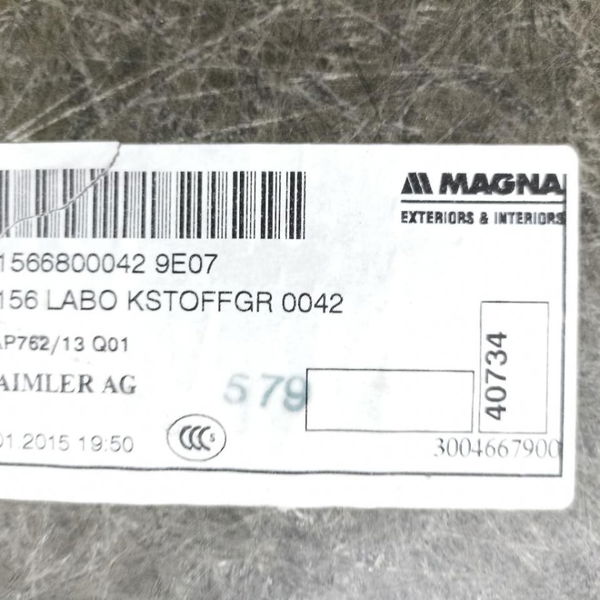 MAGNA
EXTERIORS & INTERIORS
1566800042 9E07
156 LABO KSTOFFGR 0042
AP762/13 Q01
AIMLER AG
579
40734
01.2015 19:50
CCC S
3004667900